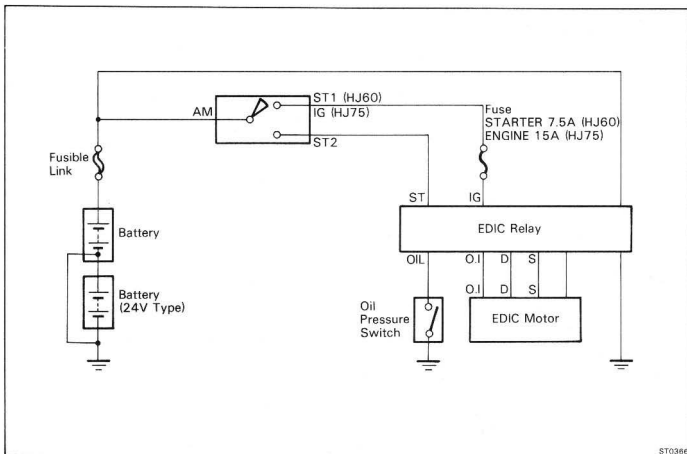 AM
ST1 (HJ60)
IG (HJ75)
ST2
Fuse
STARTER 7.5A (HJ60)
ENGINE 15A (HJ75)
Fusible
Link
ST
IG
Battery
EDIC Relay
OIL
O.I
D
S
O.I
D
S
Battery
(24V Type)
Oil
Pressure
Switch
EDIC Motor
ST0366